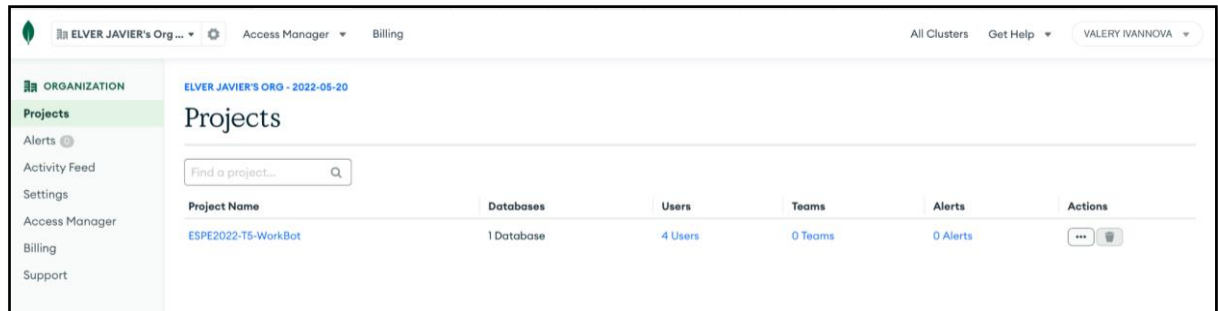 ELVER JAVIER's Org ... Access Manager Billing All Clusters Get Help VALERY IVANNOVA
ORGANIZATION
Projects
Alerts 0
Activity Feed
Settings
Access Manager
Billing
Support
ELVER JAVIER'S ORG - 2022-05-20
Projects
Find a project...
Project Name Databases Users Teams Alerts Actions
ESPE2022-T5-WorkBot 1 Database 4 Users 0 Teams 0 Alerts